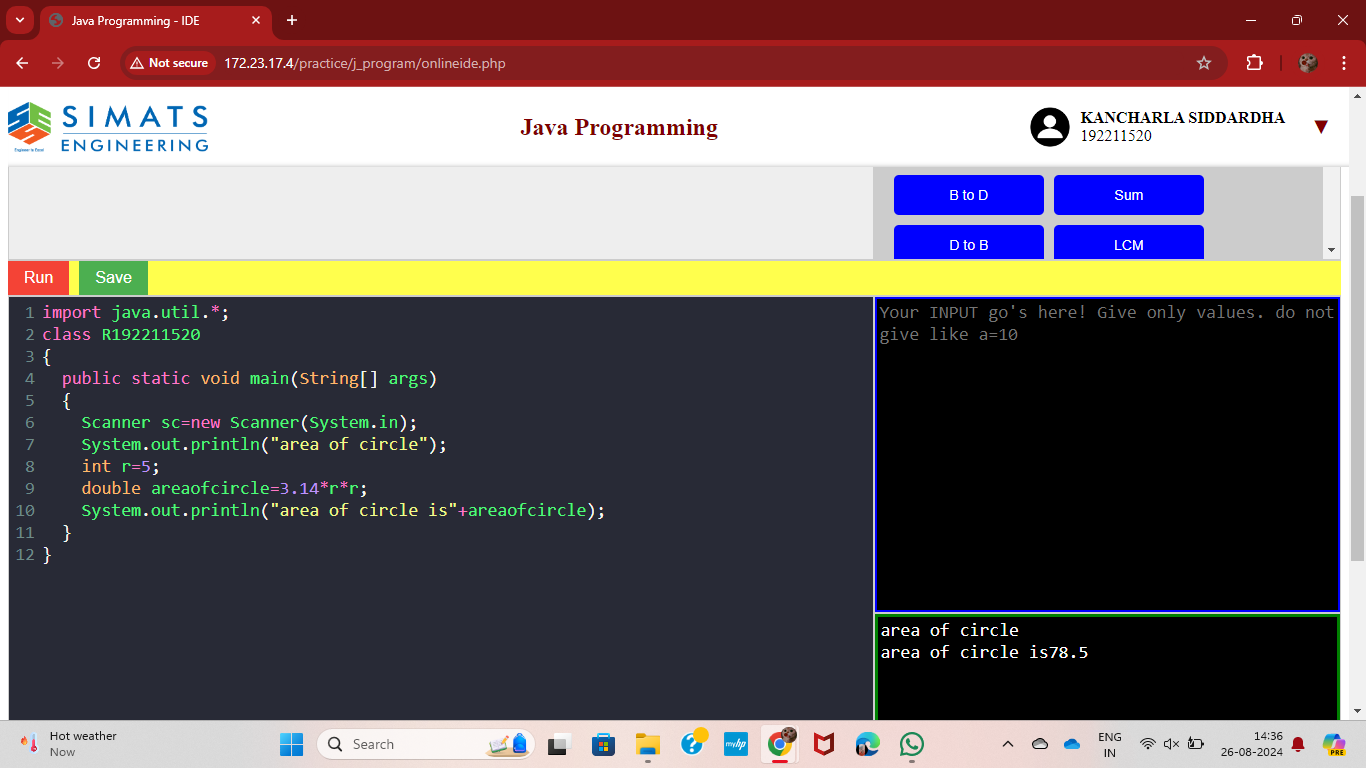 Java Programming - IDE
Not secure 172.23.17.4/practice/j_program/onlineide.php
SIMATS
ENGINEERING
Engineer to Excel
Java Programming
KANCHARLA SIDDARDHA
192211520
B to D
Sum
D to B
LCM
Run
Save
1 import java.util.*;
2 class R192211520
3 {
4   public static void main(String[] args)
5   {
6     Scanner sc=new Scanner(System.in);
7     System.out.println("area of circle");
8     int r=5;
9     double areaofcircle=3.14*r*r;
10     System.out.println("area of circle is"+areaofcircle);
11   }
12 }
Your INPUT go's here! Give only values. do not
give like a=10
area of circle
area of circle is78.5
Hot weather
Now
Search
myhp
PRE
ENG
IN
14:36
26-08-2024